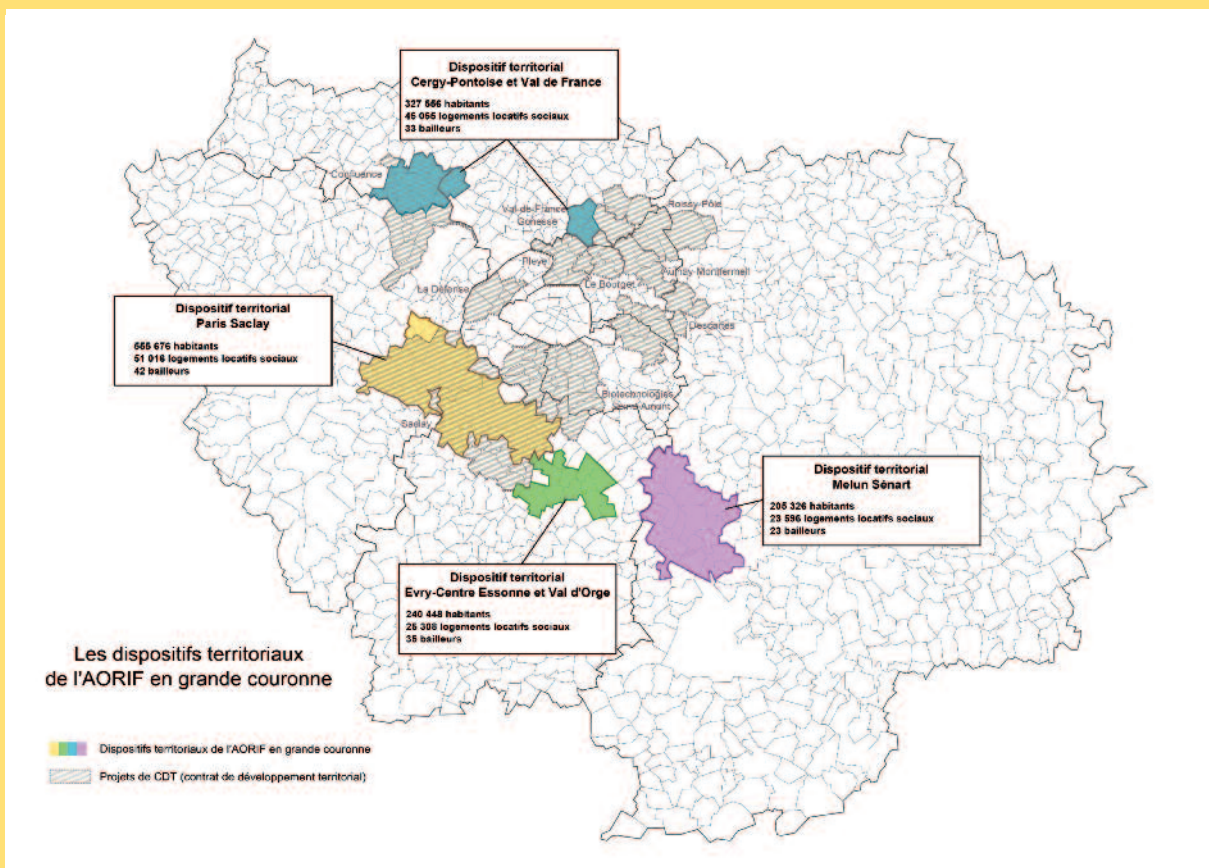 Dispositif territorial
Cergy-Pontoise et Val de France
327 556 habitants
45 055 logements locatifs sociaux
33 bailleurs
Confluence
Val-de-France
Gonesse
Roissy-Pôle
Pleyel
Le Bourget
Aulnay-Montfermeil
La Défense
Descartes
Dispositif territorial
Paris Saclay
555 676 habitants
51 016 logements locatifs sociaux
42 bailleurs
Biotechnologies
Saclay
Dispositif territorial
Melun Sénart
205 326 habitants
23 596 logements locatifs sociaux
23 bailleurs
Dispositif territorial
Evry-Centre Essonne et Val d'Orge
240 448 habitants
25 308 logements locatifs sociaux
35 bailleurs
Les dispositifs territoriaux
de l'AORIF en grande couronne
Dispositifs territoriaux de l'AORIF en grande couronne
Projets de CDT (contrat de développement territorial)